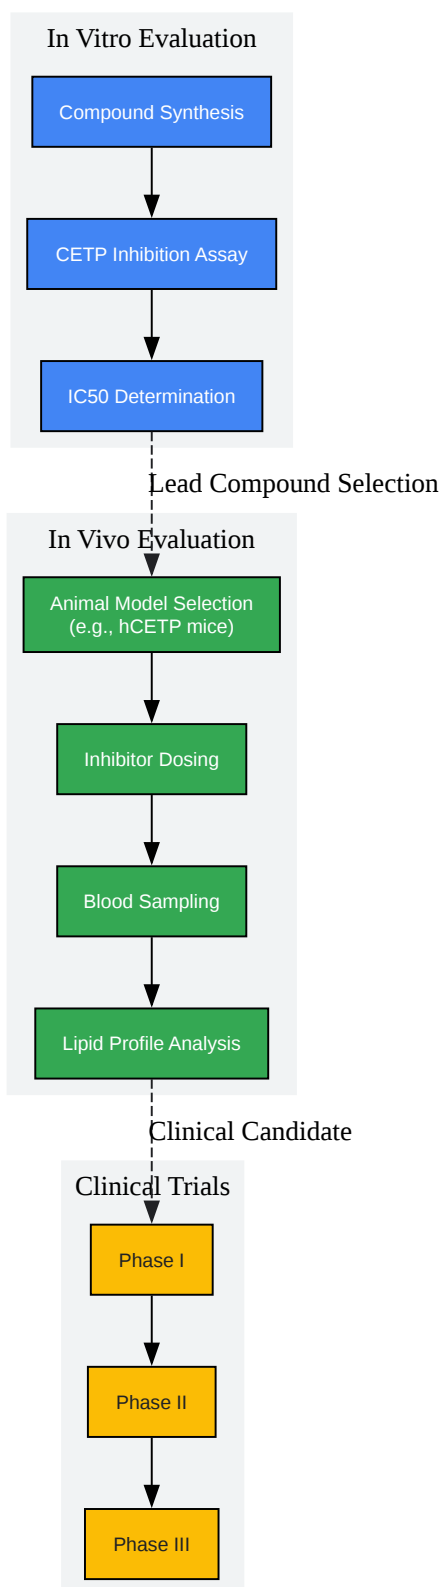 In Vitro Evaluation
Compound Synthesis
CETP Inhibition Assay
IC50 Determination
Lead Compound Selection
In Vivo Evaluation
Animal Model Selection
(e.g., hCETP mice)
Inhibitor Dosing
Blood Sampling
Lipid Profile Analysis
Clinical Candidate
Clinical Trials
Phase I
Phase II
Phase III